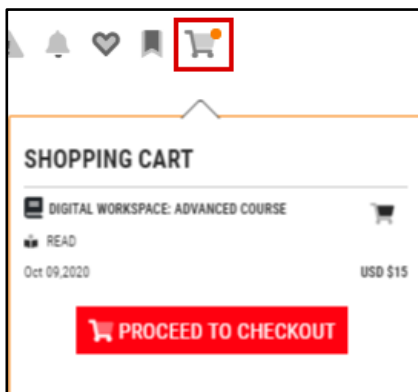 SHOPPING CART
DIGITAL WORKSPACE: ADVANCED COURSE
READ
Oct 09,2020 USD $15
PROCEED TO CHECKOUT